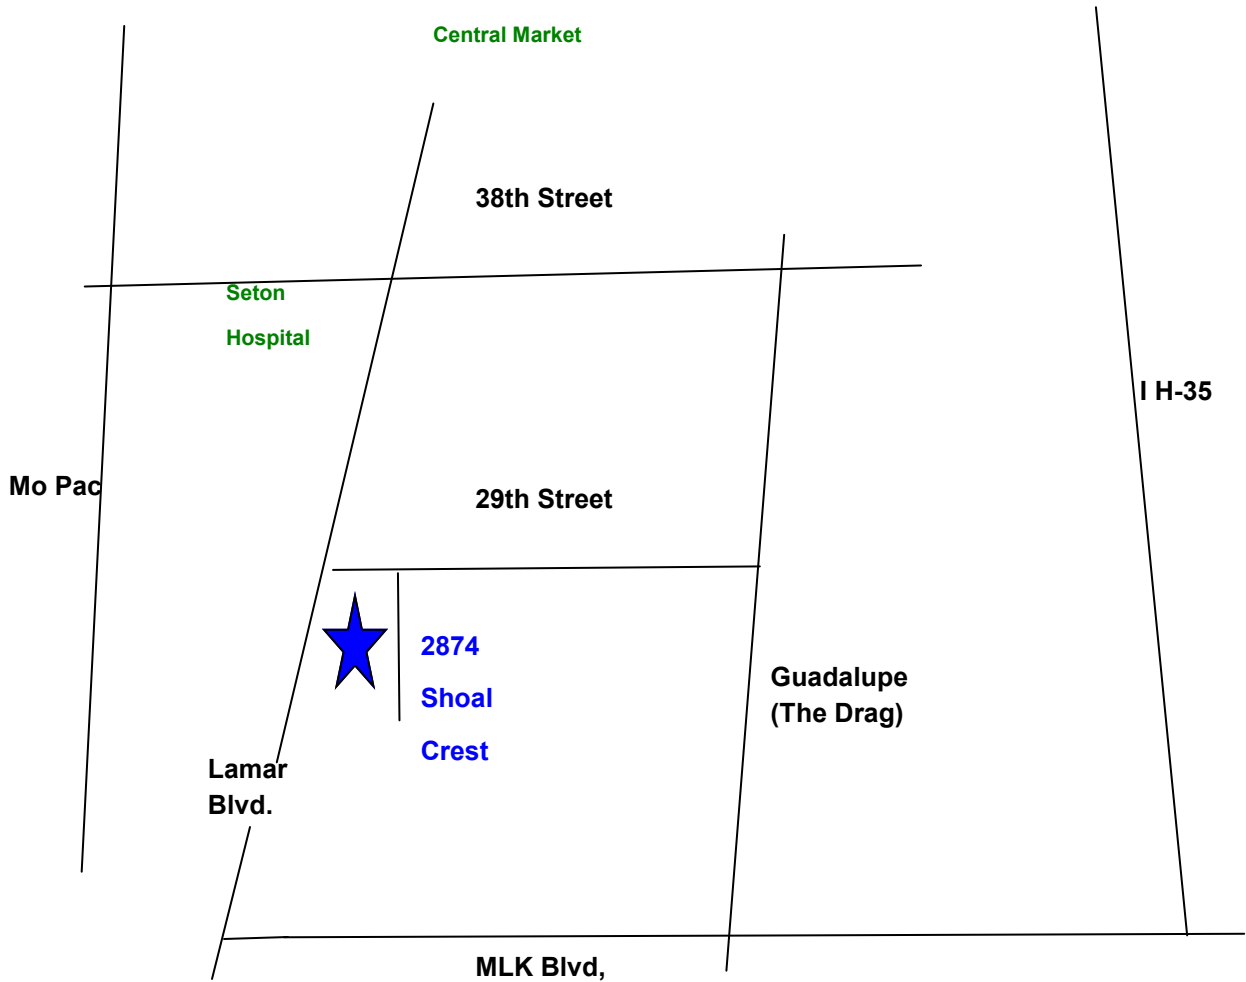 Central Market
38th Street
Seton
Hospital
I H-35
Mo Pac
29th Street
2874
Shoal
Crest
Guadalupe
(The Drag)
Lamar
Blvd.
MLK Blvd,